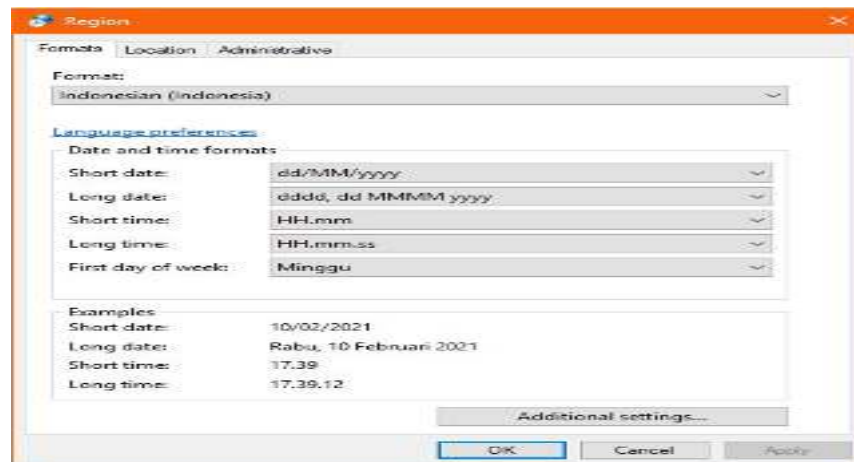 Region
Formats Location Administrative
Format:
Indonesian (Indonesia)
Language preferences
Date and time formats
Short date: dd/MM/yyyy
Long date: dddd, dd MMMM yyyy
Short time: HH.mm
Long time: HH.mm.ss
First day of week: Minggu
Examples
Short date: 10/02/2021
Long date: Rabu, 10 Februari 2021
Short time: 17.39
Long time: 17.39.12
Additional settings...
OK Cancel Apply